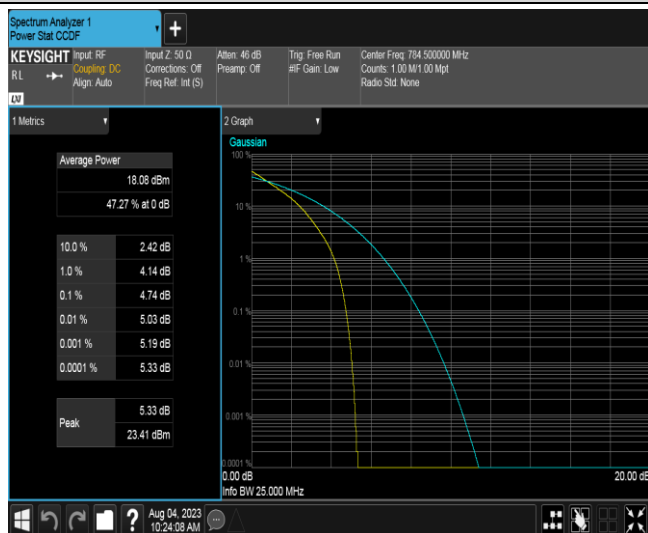 Spectrum Analyzer 1
Power Stat CCDF
KEYSIGHT
RL
LXI
Input: RF
Coupling: DC
Align: Auto
Input Z: 50 Ω
Corrections: Off
Freq Ref: Int (S)
Atten: 46 dB
Preamp: Off
Trig: Free Run
#IF Gain: Low
Center Freq: 784.500000 MHz
Counts: 1.00 M/1.00 Mpt
Radio Std: None
1 Metrics
Average Power
18.08 dBm
47.27 % at 0 dB
10.0 % 2.42 dB
1.0 % 4.14 dB
0.1 % 4.74 dB
0.01 % 5.03 dB
0.001 % 5.19 dB
0.0001 % 5.33 dB
Peak
5.33 dB
23.41 dBm
2 Graph
Gaussian
100 %
10 %
1 %
0.1 %
0.01 %
0.001 %
0.0001 %
0.00 dB
20.00 dB
Info BW 25.000 MHz
?
Aug 04, 2023
10:24:08 AM